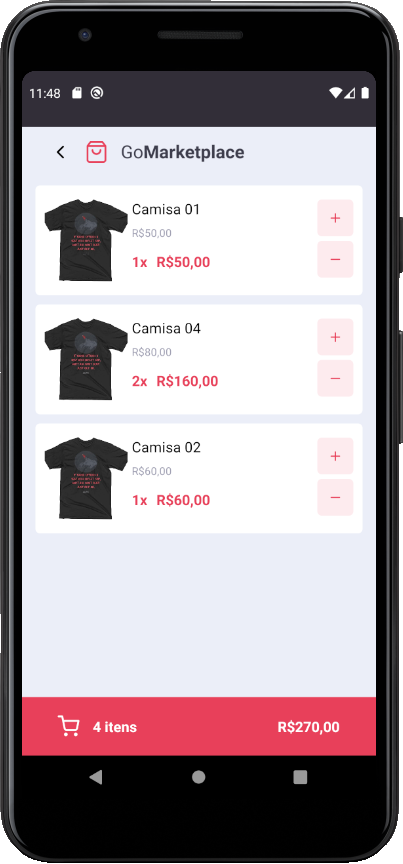 11:48
GoMarketplace
Camisa 01
R$50,00
1x R$50,00
+
−
Camisa 04
R$80,00
2x R$160,00
+
−
Camisa 02
R$60,00
1x R$60,00
+
−
4 itens R$270,00